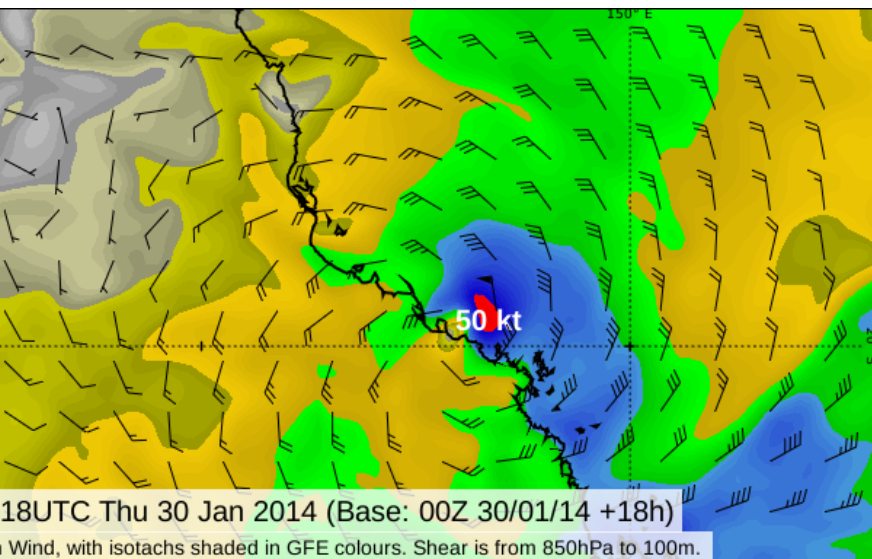 150° E
50 kt
18UTC Thu 30 Jan 2014 (Base: 00Z 30/01/14 +18h)
Wind, with isotachs shaded in GFE colours. Shear is from 850hPa to 100m.